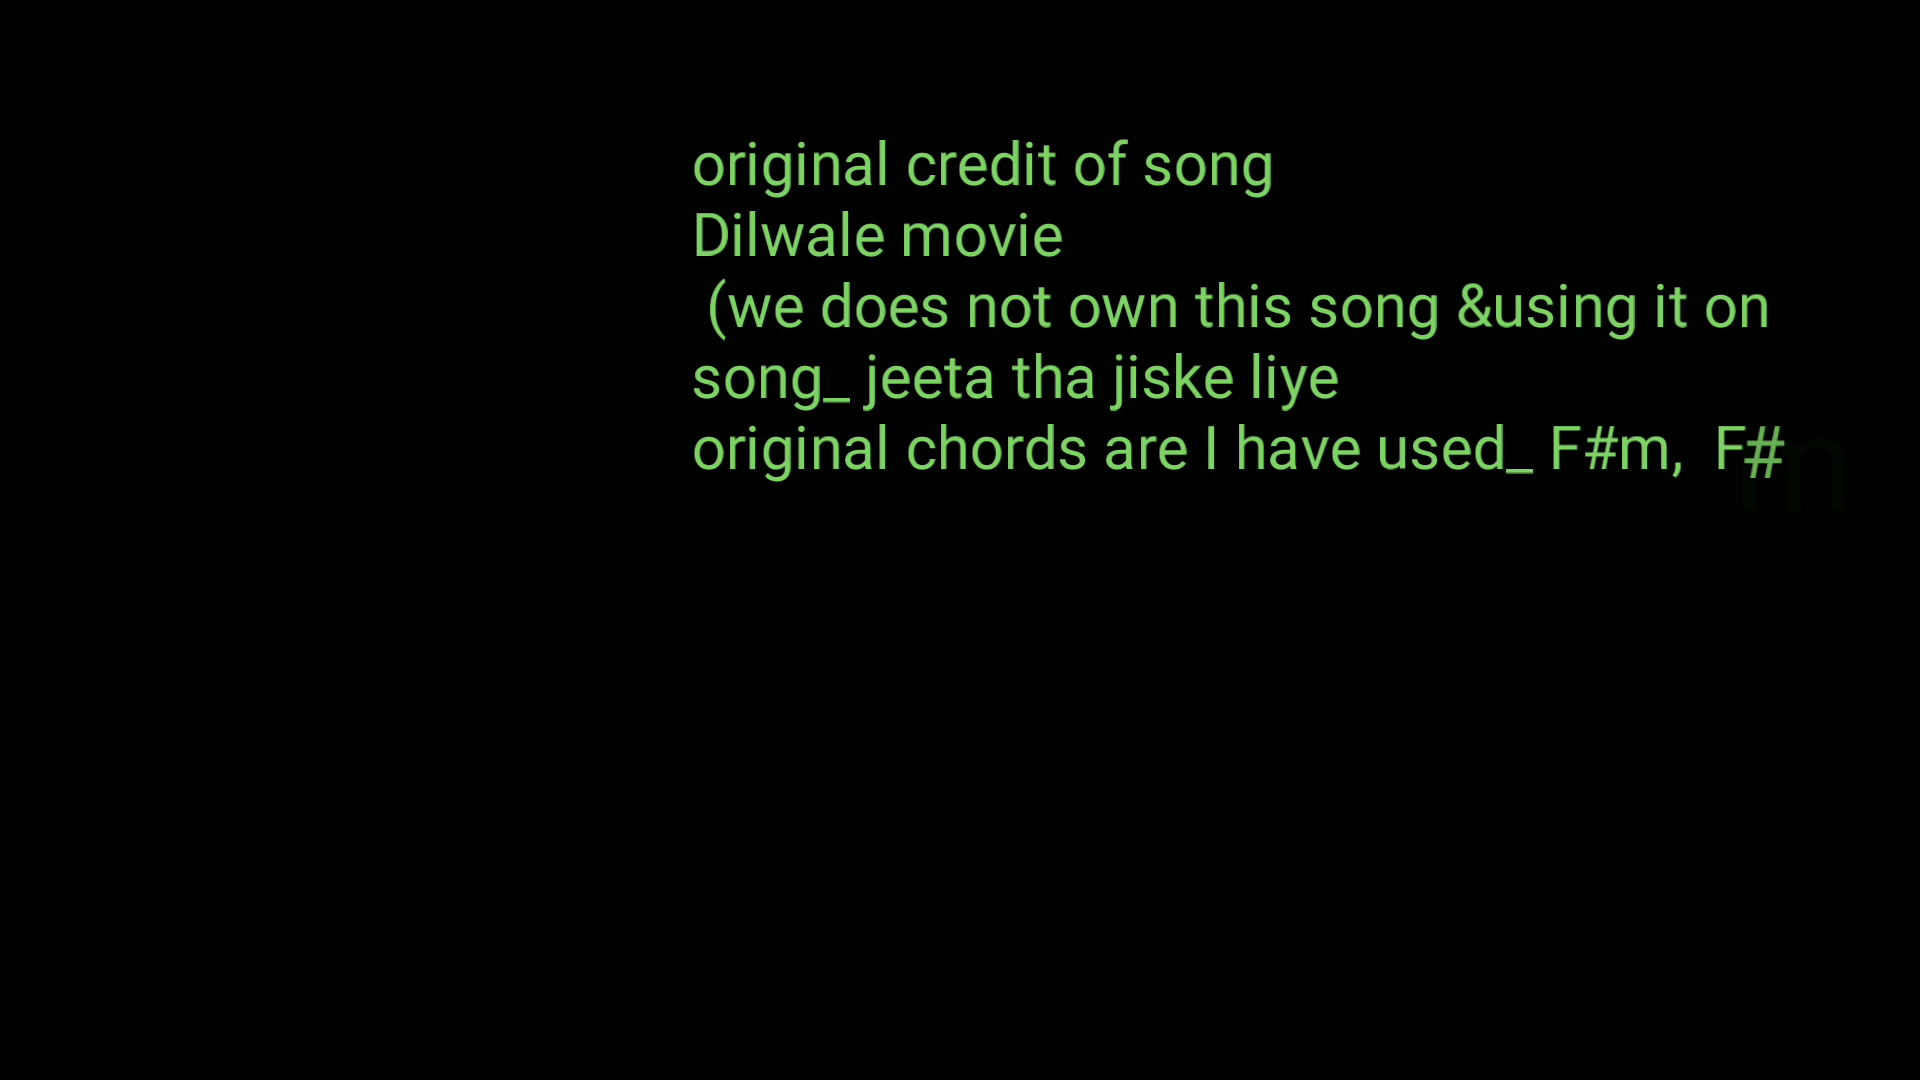 original credit of song
Dilwale movie
(we does not own this song &using it on
song_ jeeta tha jiske liye
original chords are I have used_ F#m,  F#m